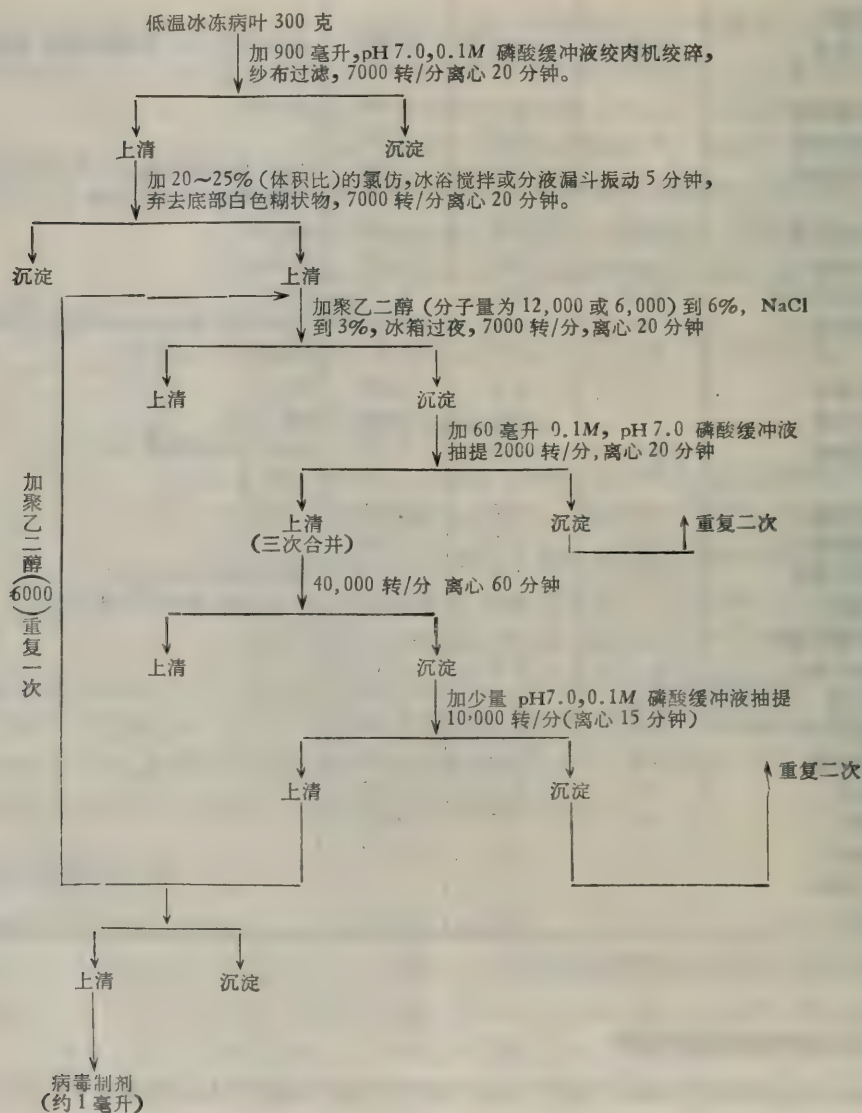 低温冰冻病叶 300 克
加 900 毫升,pH 7.0,0.1M 磷酸缓冲液绞肉机绞碎,
纱布过滤, 7000 转/分离心 20 分钟。
上清
沉淀
加 20~25% (体积比)的氯仿,冰浴搅拌或分液漏斗振动 5 分钟,
弃去底部白色糊状物, 7000 转/分离心 20 分钟。
沉淀
上清
加聚乙二醇 (分子量为 12,000 或 6,000) 到 6%, NaCl
到 3%, 冰箱过夜, 7000 转/分,离心 20 分钟
上清
沉淀
加 60 毫升 0.1M, pH 7.0 磷酸缓冲液
抽提 2000 转/分,离心 20 分钟
上清
(三次合并)
沉淀
重复二次
40,000 转/分 离心 60 分钟
上清
沉淀
加少量 pH7.0,0.1M 磷酸缓冲液抽提
10,000 转/分(离心 15 分钟)
上清
沉淀
重复二次
加聚乙二醇(6000)重复一次
上清
沉淀
病毒制剂
(约 1 毫升)